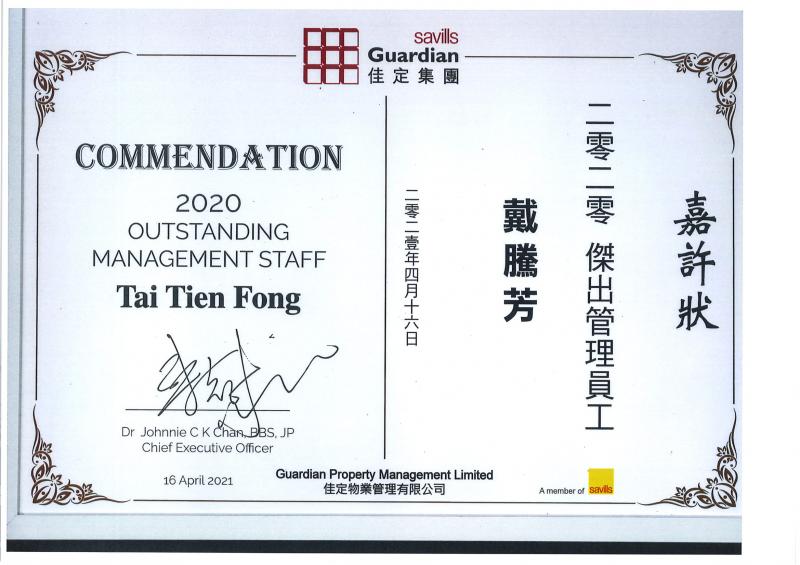 savills
Guardian
佳定集團
COMMENDATION
2020
OUTSTANDING
MANAGEMENT STAFF
Tai Tien Fong
Dr Johnnie C K Chan, BBS, JP
Chief Executive Officer
16 April 2021
嘉許狀
二零二零 傑出管理員工
戴騰芳
二零二壹年四月十六日
Guardian Property Management Limited
佳定物業管理有限公司
A member of savills